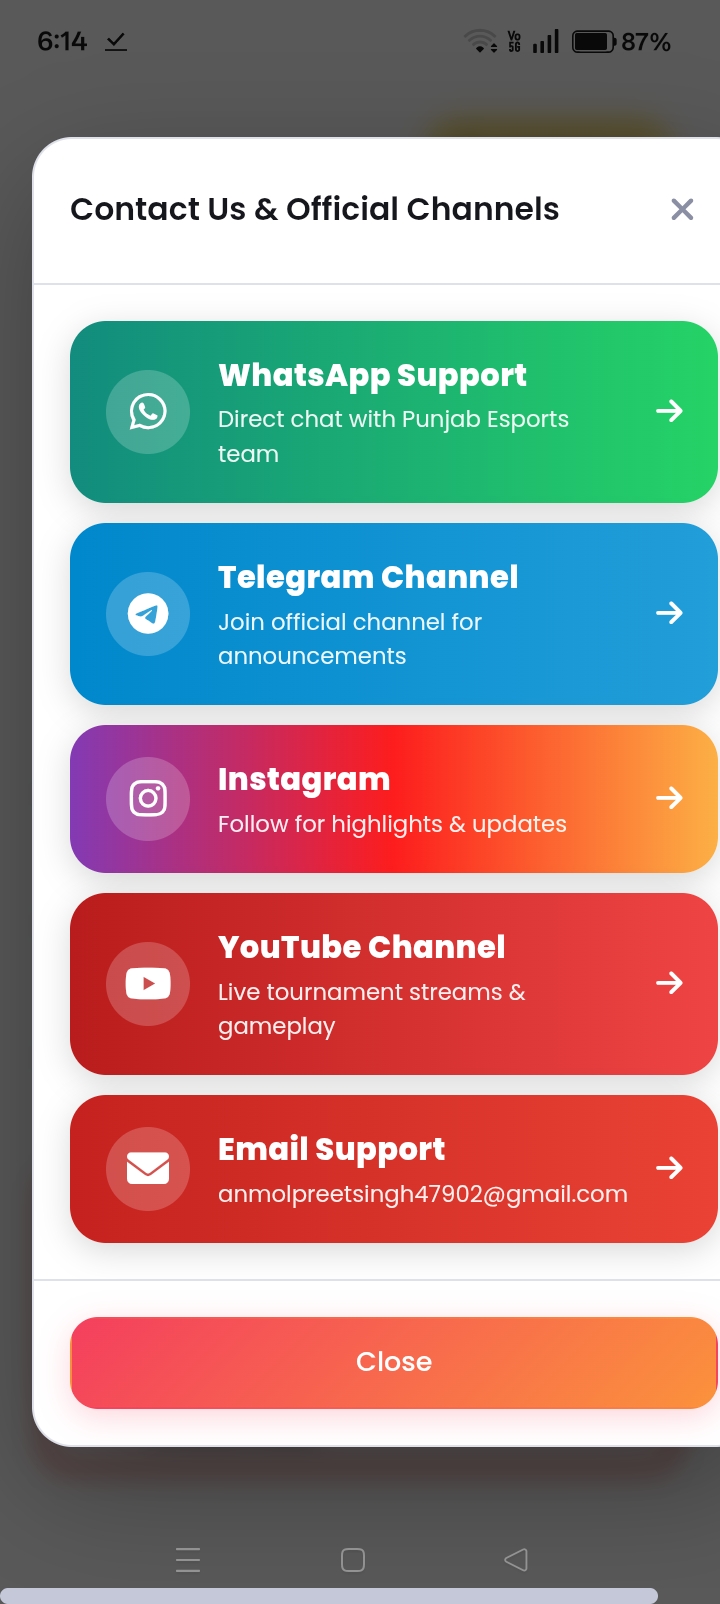 6:14
Vo
5G
87%
Contact Us & Official Channels
WhatsApp Support
Direct chat with Punjab Esports
team
Telegram Channel
Join official channel for
announcements
Instagram
Follow for highlights & updates
YouTube Channel
Live tournament streams &
gameplay
Email Support
anmolpreetsingh47902@gmail.com
Close